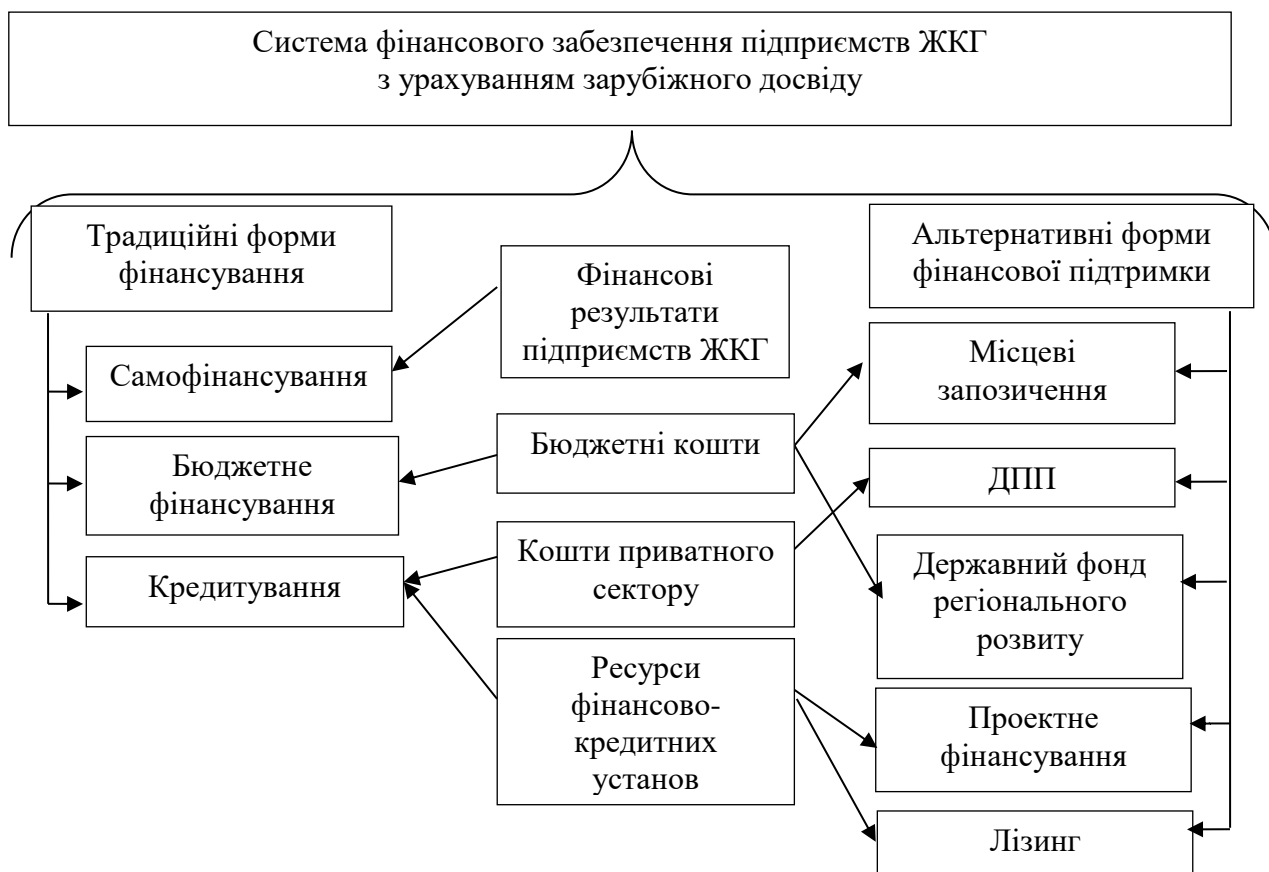 Система фінансового забезпечення підприємств ЖКГ
з урахуванням зарубіжного досвіду
Традиційні форми
фінансування
Самофінансування
Бюджетне
фінансування
Кредитування
Фінансові
результати
підприємств ЖКГ
Бюджетні кошти
Кошти приватного
сектору
Ресурси
фінансово-
кредитних
установ
Альтернативні форми
фінансової підтримки
Місцеві
запозичення
ДПП
Державний фонд
регіонального
розвиту
Проектне
фінансування
Лізинг